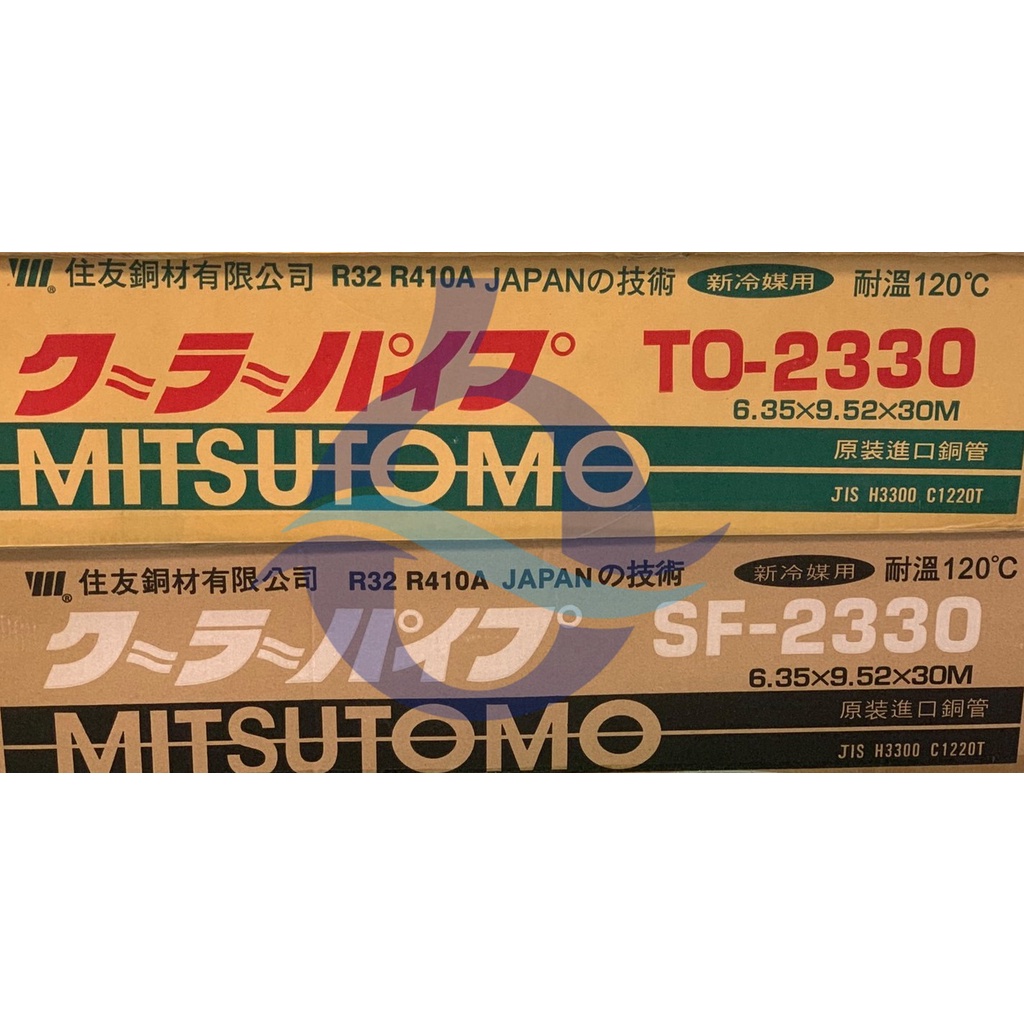 住友銅材有限公司 R32 R410A JAPANの技術 新冷媒用 耐溫120℃
クーラーパイプ TO-2330
6.35×9.52×30M
MITSUTOMO 原装進口銅管
JIS H3300 C1220T
住友銅材有限公司 R32 R410A JAPANの技術 新冷媒用 耐溫120℃
クーラーパイプ SF-2330
6.35×9.52×30M
MITSUTOMO 原装進口銅管
JIS H3300 C1220T